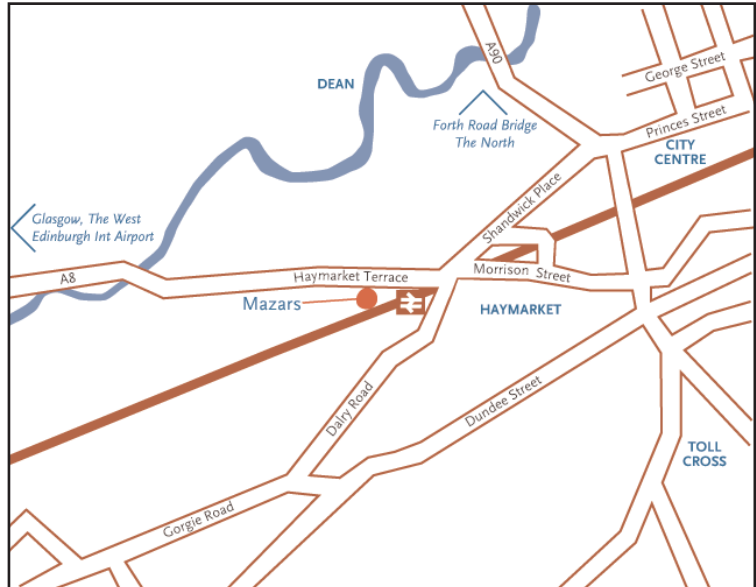 A90
George Street
DEAN
Princes Street
Forth Road Bridge
The North
CITY
CENTRE
Shandwick Place
Glasgow, The West
Edinburgh Int Airport
A8
Haymarket Terrace
Morrison Street
Mazars
HAYMARKET
Dalry Road
Dundee Street
TOLL
CROSS
Gorgie Road